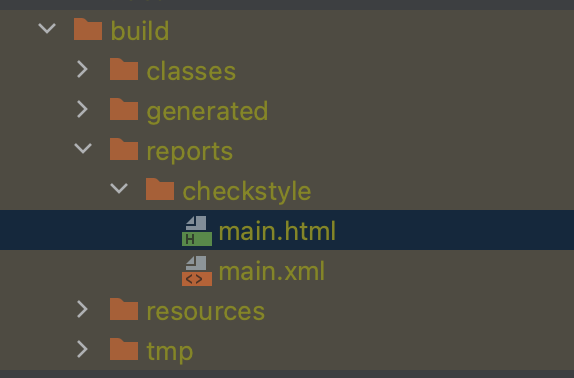 build
classes
generated
reports
checkstyle
H main.html
<> main.xml
resources
tmp